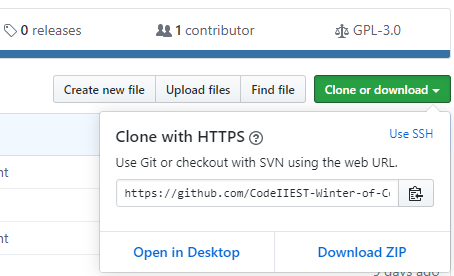 0 releases
1 contributor
GPL-3.0
Create new file
Upload files
Find file
Clone or download
Clone with HTTPS
Use SSH
Use Git or checkout with SVN using the web URL.
https://github.com/CodeIIEST-Winter-of-Co
Open in Desktop
Download ZIP
nt
nt
9 days ago